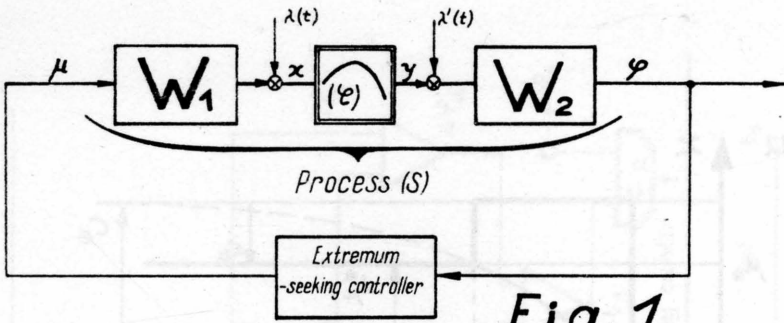 λ(t)
λ'(t)
μ
W₁
x
(𝒞)
y
W₂
φ
Process (S)
Extremum
-seeking controller
Fig 1